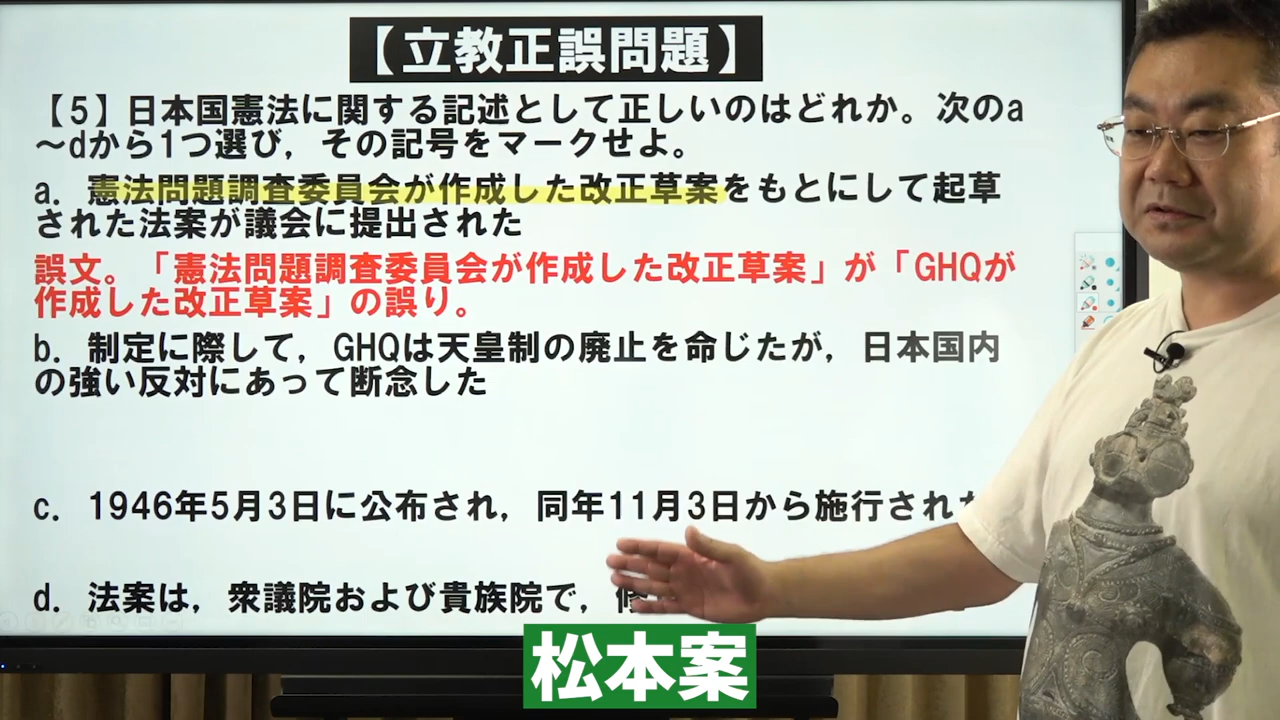 【立教正誤問題】
【5】日本国憲法に関する記述として正しいのはどれか。次のa
～dから1つ選び，その記号をマークせよ。
a．憲法問題調査委員会が作成した改正草案をもとにして起草
された法案が議会に提出された
誤文。「憲法問題調査委員会が作成した改正草案」が「GHQが
作成した改正草案」の誤り。
b．制定に際して，GHQは天皇制の廃止を命じたが，日本国内
の強い反対にあって断念した
c．1946年5月3日に公布され，同年11月3日から施行された
d．法案は，衆議院および貴族院で，修
松本案